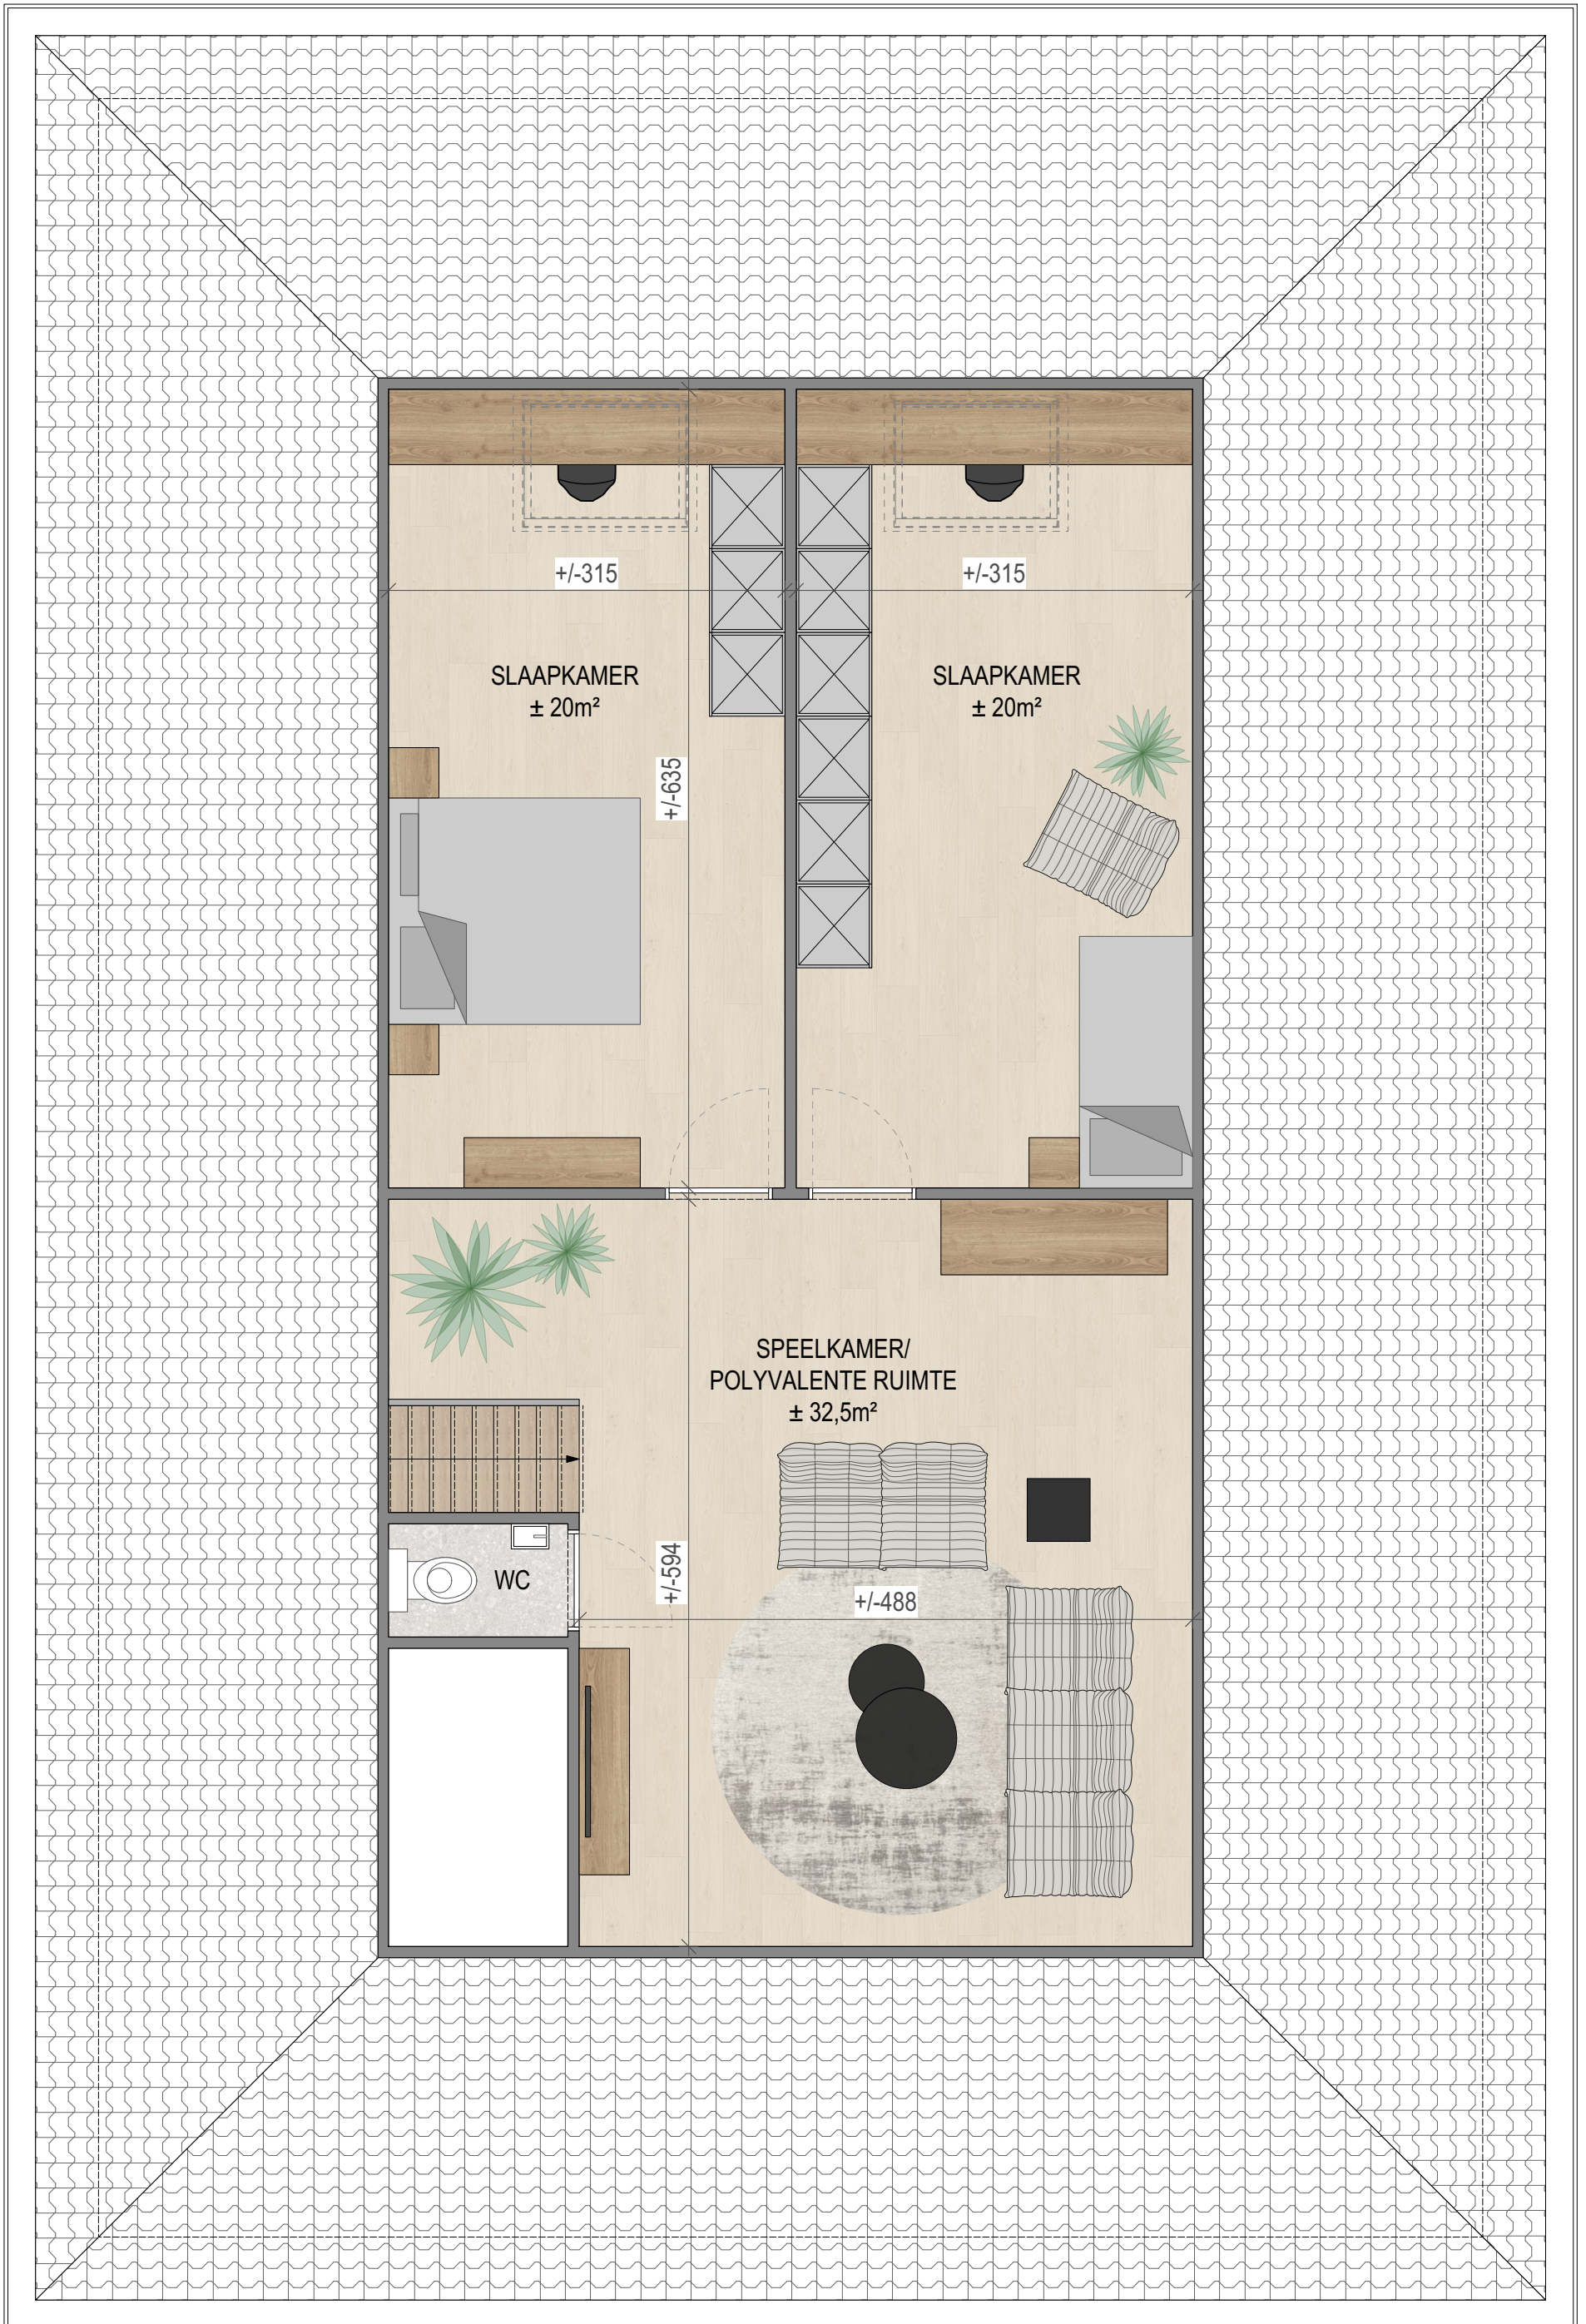 +/-315
+/-315
SLAAPKAMER
± 20m²
SLAAPKAMER
± 20m²
+/-635
SPEELKAMER/
POLYVALENTE RUIMTE
± 32,5m²
WC
+/-594
+/-488